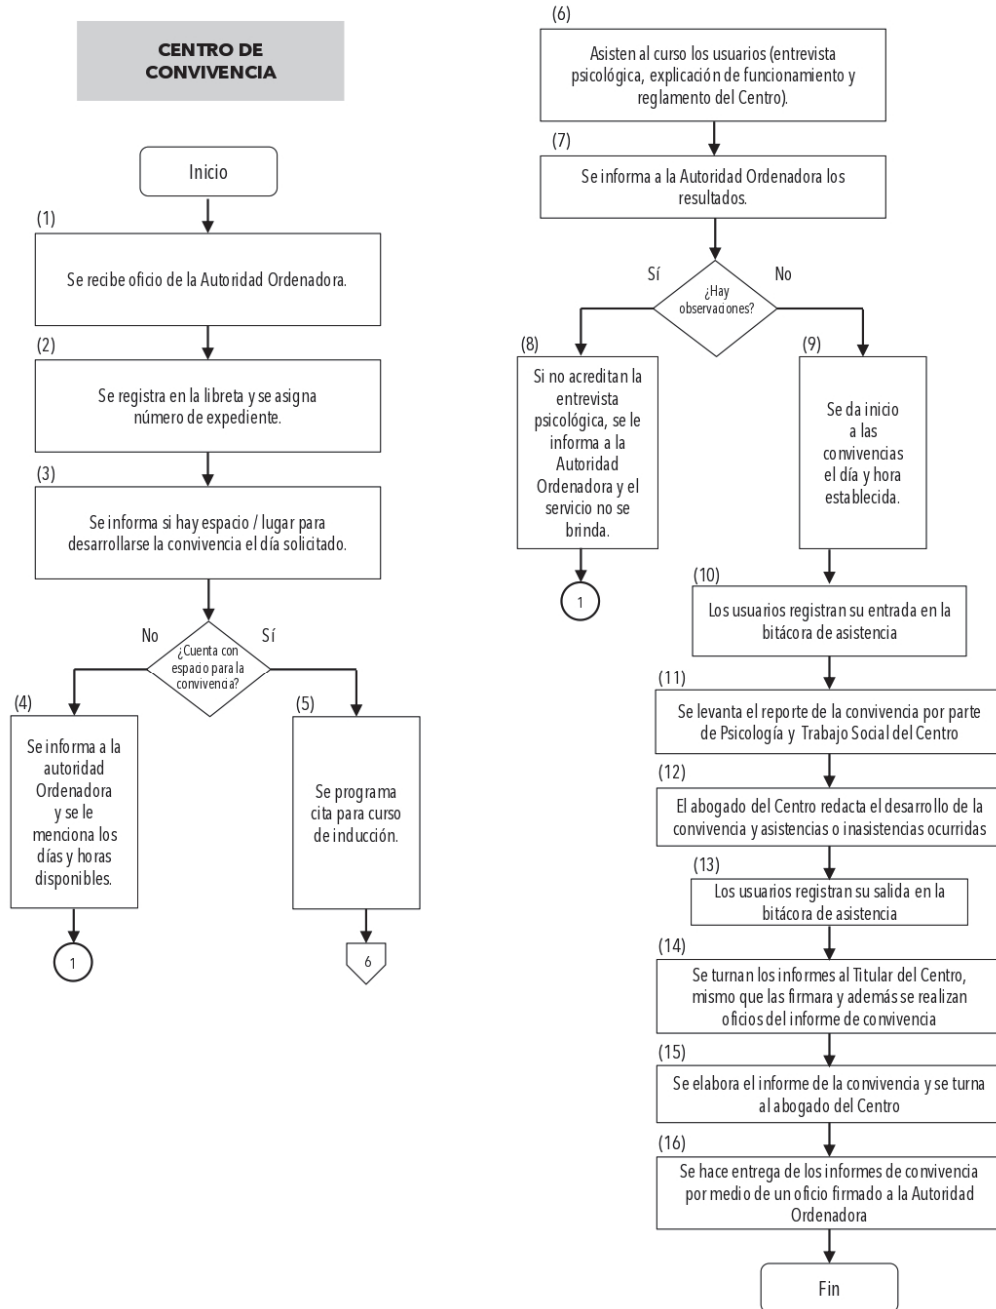 CENTRO DE
CONVIVENCIA
Inicio
(1)
Se recibe oficio de la Autoridad Ordenadora.
(2)
Se registra en la libreta y se asigna
número de expediente.
(3)
Se informa si hay espacio / lugar para
desarrollarse la convivencia el día solicitado.
No
Sí
¿Cuenta con
espacio para la
convivencia?
(4)
Se informa a la
autoridad
Ordenadora
y se le
menciona los
días y horas
disponibles.
1
(5)
Se programa
cita para curso
de inducción.
6
(6)
Asisten al curso los usuarios (entrevista
psicológica, explicación de funcionamiento y
reglamento del Centro).
(7)
Se informa a la Autoridad Ordenadora los
resultados.
Sí
No
¿Hay
observaciones?
(8)
Si no acreditan la
entrevista
psicológica, se le
informa a la
Autoridad
Ordenadora y el
servicio no se
brinda.
1
(9)
Se da inicio
a las
convivencias
el día y hora
establecida.
(10)
Los usuarios registran su entrada en la
bitácora de asistencia
(11)
Se levanta el reporte de la convivencia por parte
de Psicología y Trabajo Social del Centro
(12)
El abogado del Centro redacta el desarrollo de la
convivencia y asistencias o inasistencias ocurridas
(13)
Los usuarios registran su salida en la
bitácora de asistencia
(14)
Se turnan los informes al Titular del Centro,
mismo que las firmara y además se realizan
oficios del informe de convivencia
(15)
Se elabora el informe de la convivencia y se turna
al abogado del Centro
(16)
Se hace entrega de los informes de convivencia
por medio de un oficio firmado a la Autoridad
Ordenadora
Fin